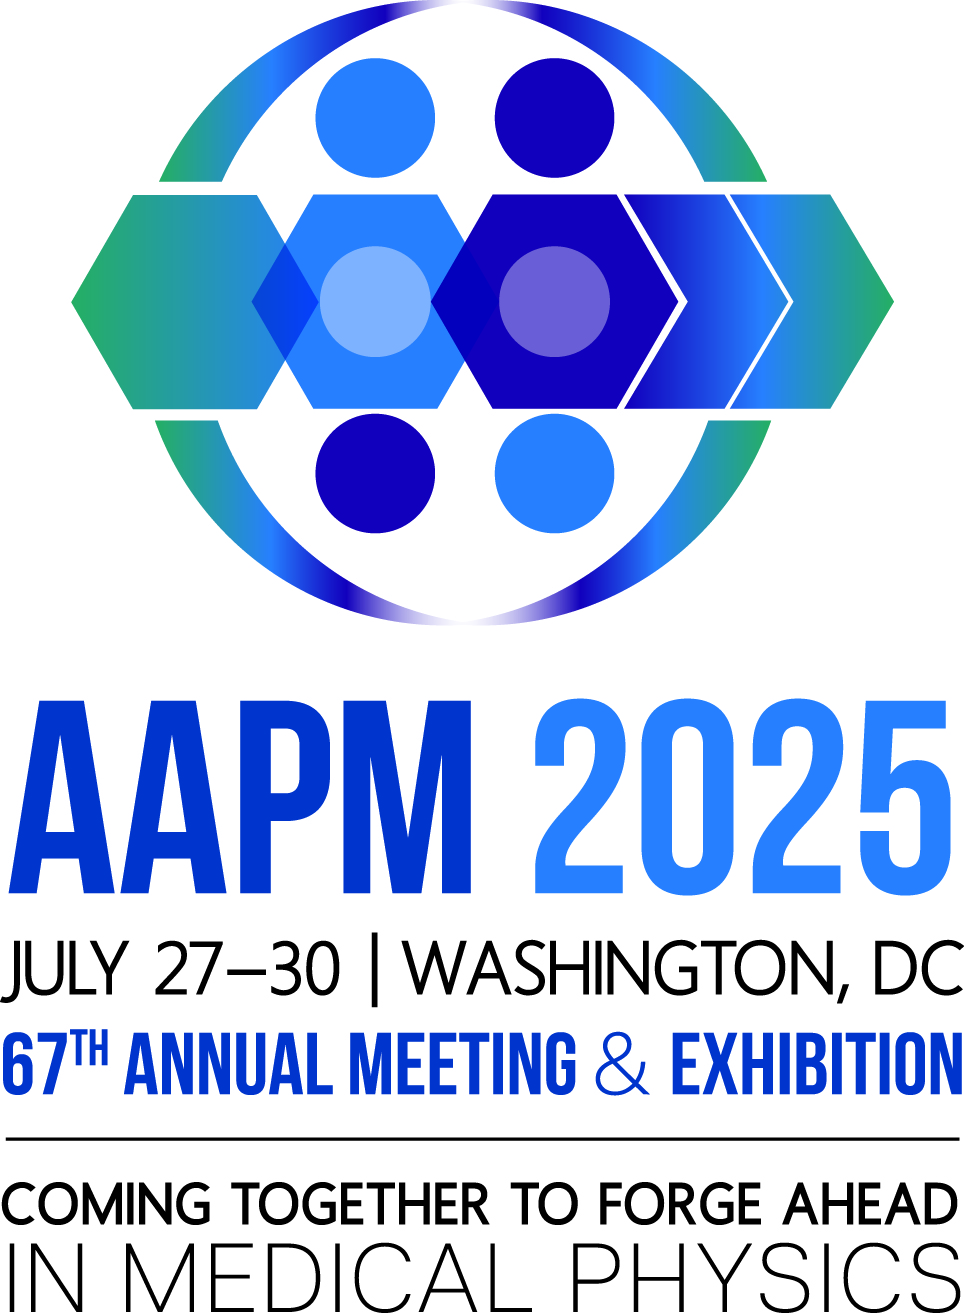 AAPM 2025
JULY 27–30 | WASHINGTON, DC
67TH ANNUAL MEETING & EXHIBITION
COMING TOGETHER TO FORGE AHEAD
IN MEDICAL PHYSICS